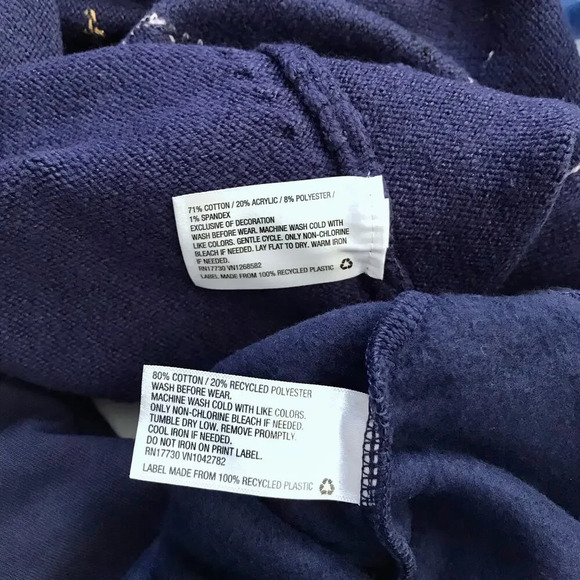 71% COTTON / 20% ACRYLIC / 8% POLYESTER /
1% SPANDEX
EXCLUSIVE OF DECORATION
WASH BEFORE WEAR. MACHINE WASH COLD WITH
LIKE COLORS. GENTLE CYCLE. ONLY NON-CHLORINE
BLEACH IF NEEDED. LAY FLAT TO DRY. WARM IRON
IF NEEDED.
RN17730 VN1268582
LABEL MADE FROM 100% RECYCLED PLASTIC
80% COTTON / 20% RECYCLED POLYESTER
WASH BEFORE WEAR.
MACHINE WASH COLD WITH LIKE COLORS.
ONLY NON-CHLORINE BLEACH IF NEEDED.
TUMBLE DRY LOW. REMOVE PROMPTLY.
COOL IRON IF NEEDED.
DO NOT IRON ON PRINT LABEL.
RN17730 VN1042782
LABEL MADE FROM 100% RECYCLED PLASTIC